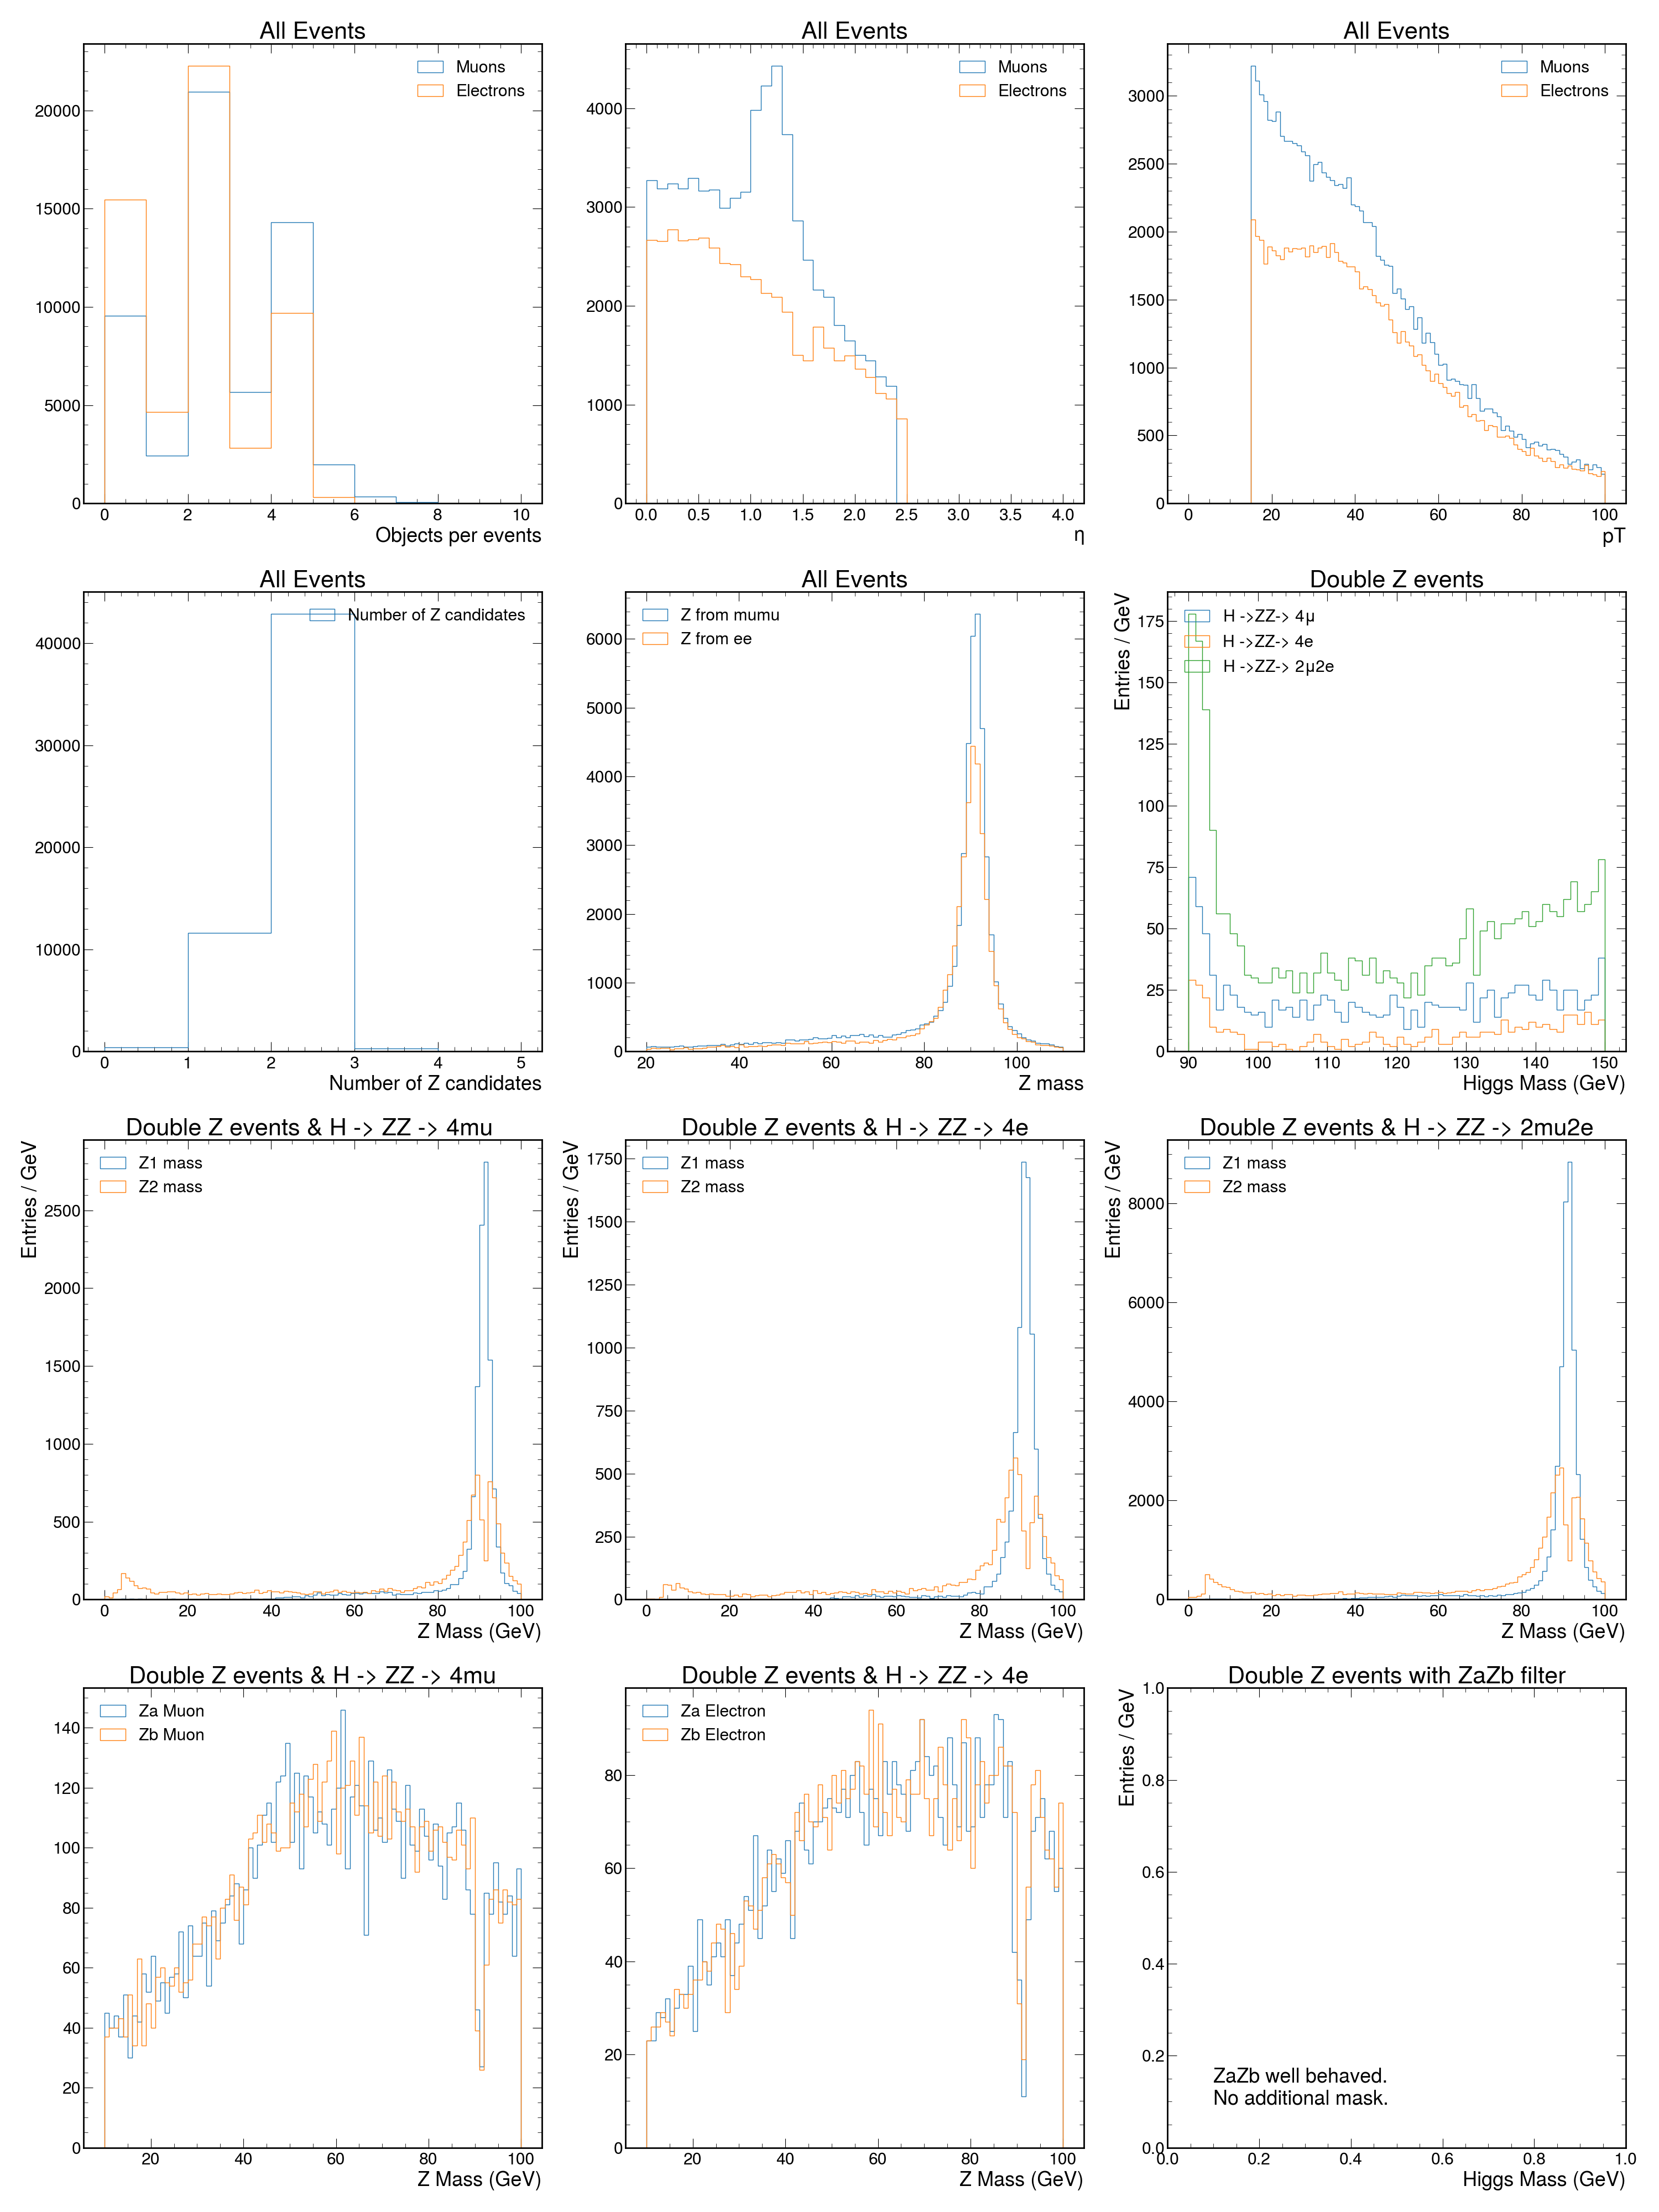 All Events
Muons
Electrons
20000
15000
10000
5000
0
0 2 4 6 8 10
Objects per events
All Events
Muons
Electrons
4000
3000
2000
1000
0
0.0 0.5 1.0 1.5 2.0 2.5 3.0 3.5 4.0
η
All Events
Muons
Electrons
3000
2500
2000
1500
1000
500
0
0 20 40 60 80 100
pT
All Events
Number of Z candidates
40000
30000
20000
10000
0
0 1 2 3 4 5
Number of Z candidates
All Events
Z from mumu
Z from ee
6000
5000
4000
3000
2000
1000
0
20 40 60 80 100
Z mass
Double Z events
Entries / GeV
H ->ZZ-> 4μ
H ->ZZ-> 4e
H ->ZZ-> 2μ2e
175
150
125
100
75
50
25
0
90 100 110 120 130 140 150
Higgs Mass (GeV)
Double Z events & H -> ZZ -> 4mu
Entries / GeV
Z1 mass
Z2 mass
2500
2000
1500
1000
500
0
0 20 40 60 80 100
Z Mass (GeV)
Double Z events & H -> ZZ -> 4e
Entries / GeV
Z1 mass
Z2 mass
1750
1500
1250
1000
750
500
250
0
0 20 40 60 80 100
Z Mass (GeV)
Double Z events & H -> ZZ -> 2mu2e
Entries / GeV
Z1 mass
Z2 mass
8000
6000
4000
2000
0
0 20 40 60 80 100
Z Mass (GeV)
Double Z events & H -> ZZ -> 4mu
Za Muon
Zb Muon
140
120
100
80
60
40
20
0
20 40 60 80 100
Z Mass (GeV)
Double Z events & H -> ZZ -> 4e
Za Electron
Zb Electron
80
60
40
20
0
20 40 60 80 100
Z Mass (GeV)
Double Z events with ZaZb filter
Entries / GeV
1.0
0.8
0.6
0.4
0.2
0.0
ZaZb well behaved.
No additional mask.
0.0 0.2 0.4 0.6 0.8 1.0
Higgs Mass (GeV)